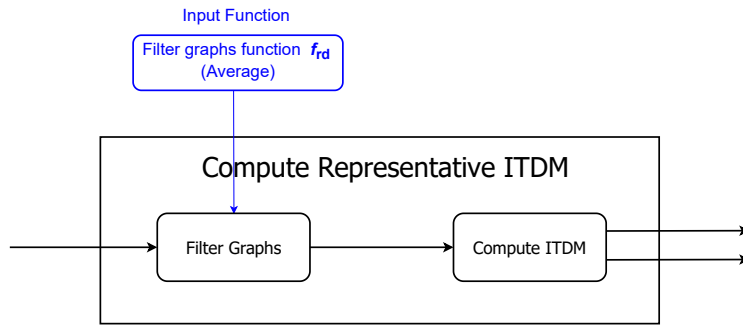 Input Function
Filter graphs function f_rd
(Average)
Compute Representative ITDM
Filter Graphs
Compute ITDM